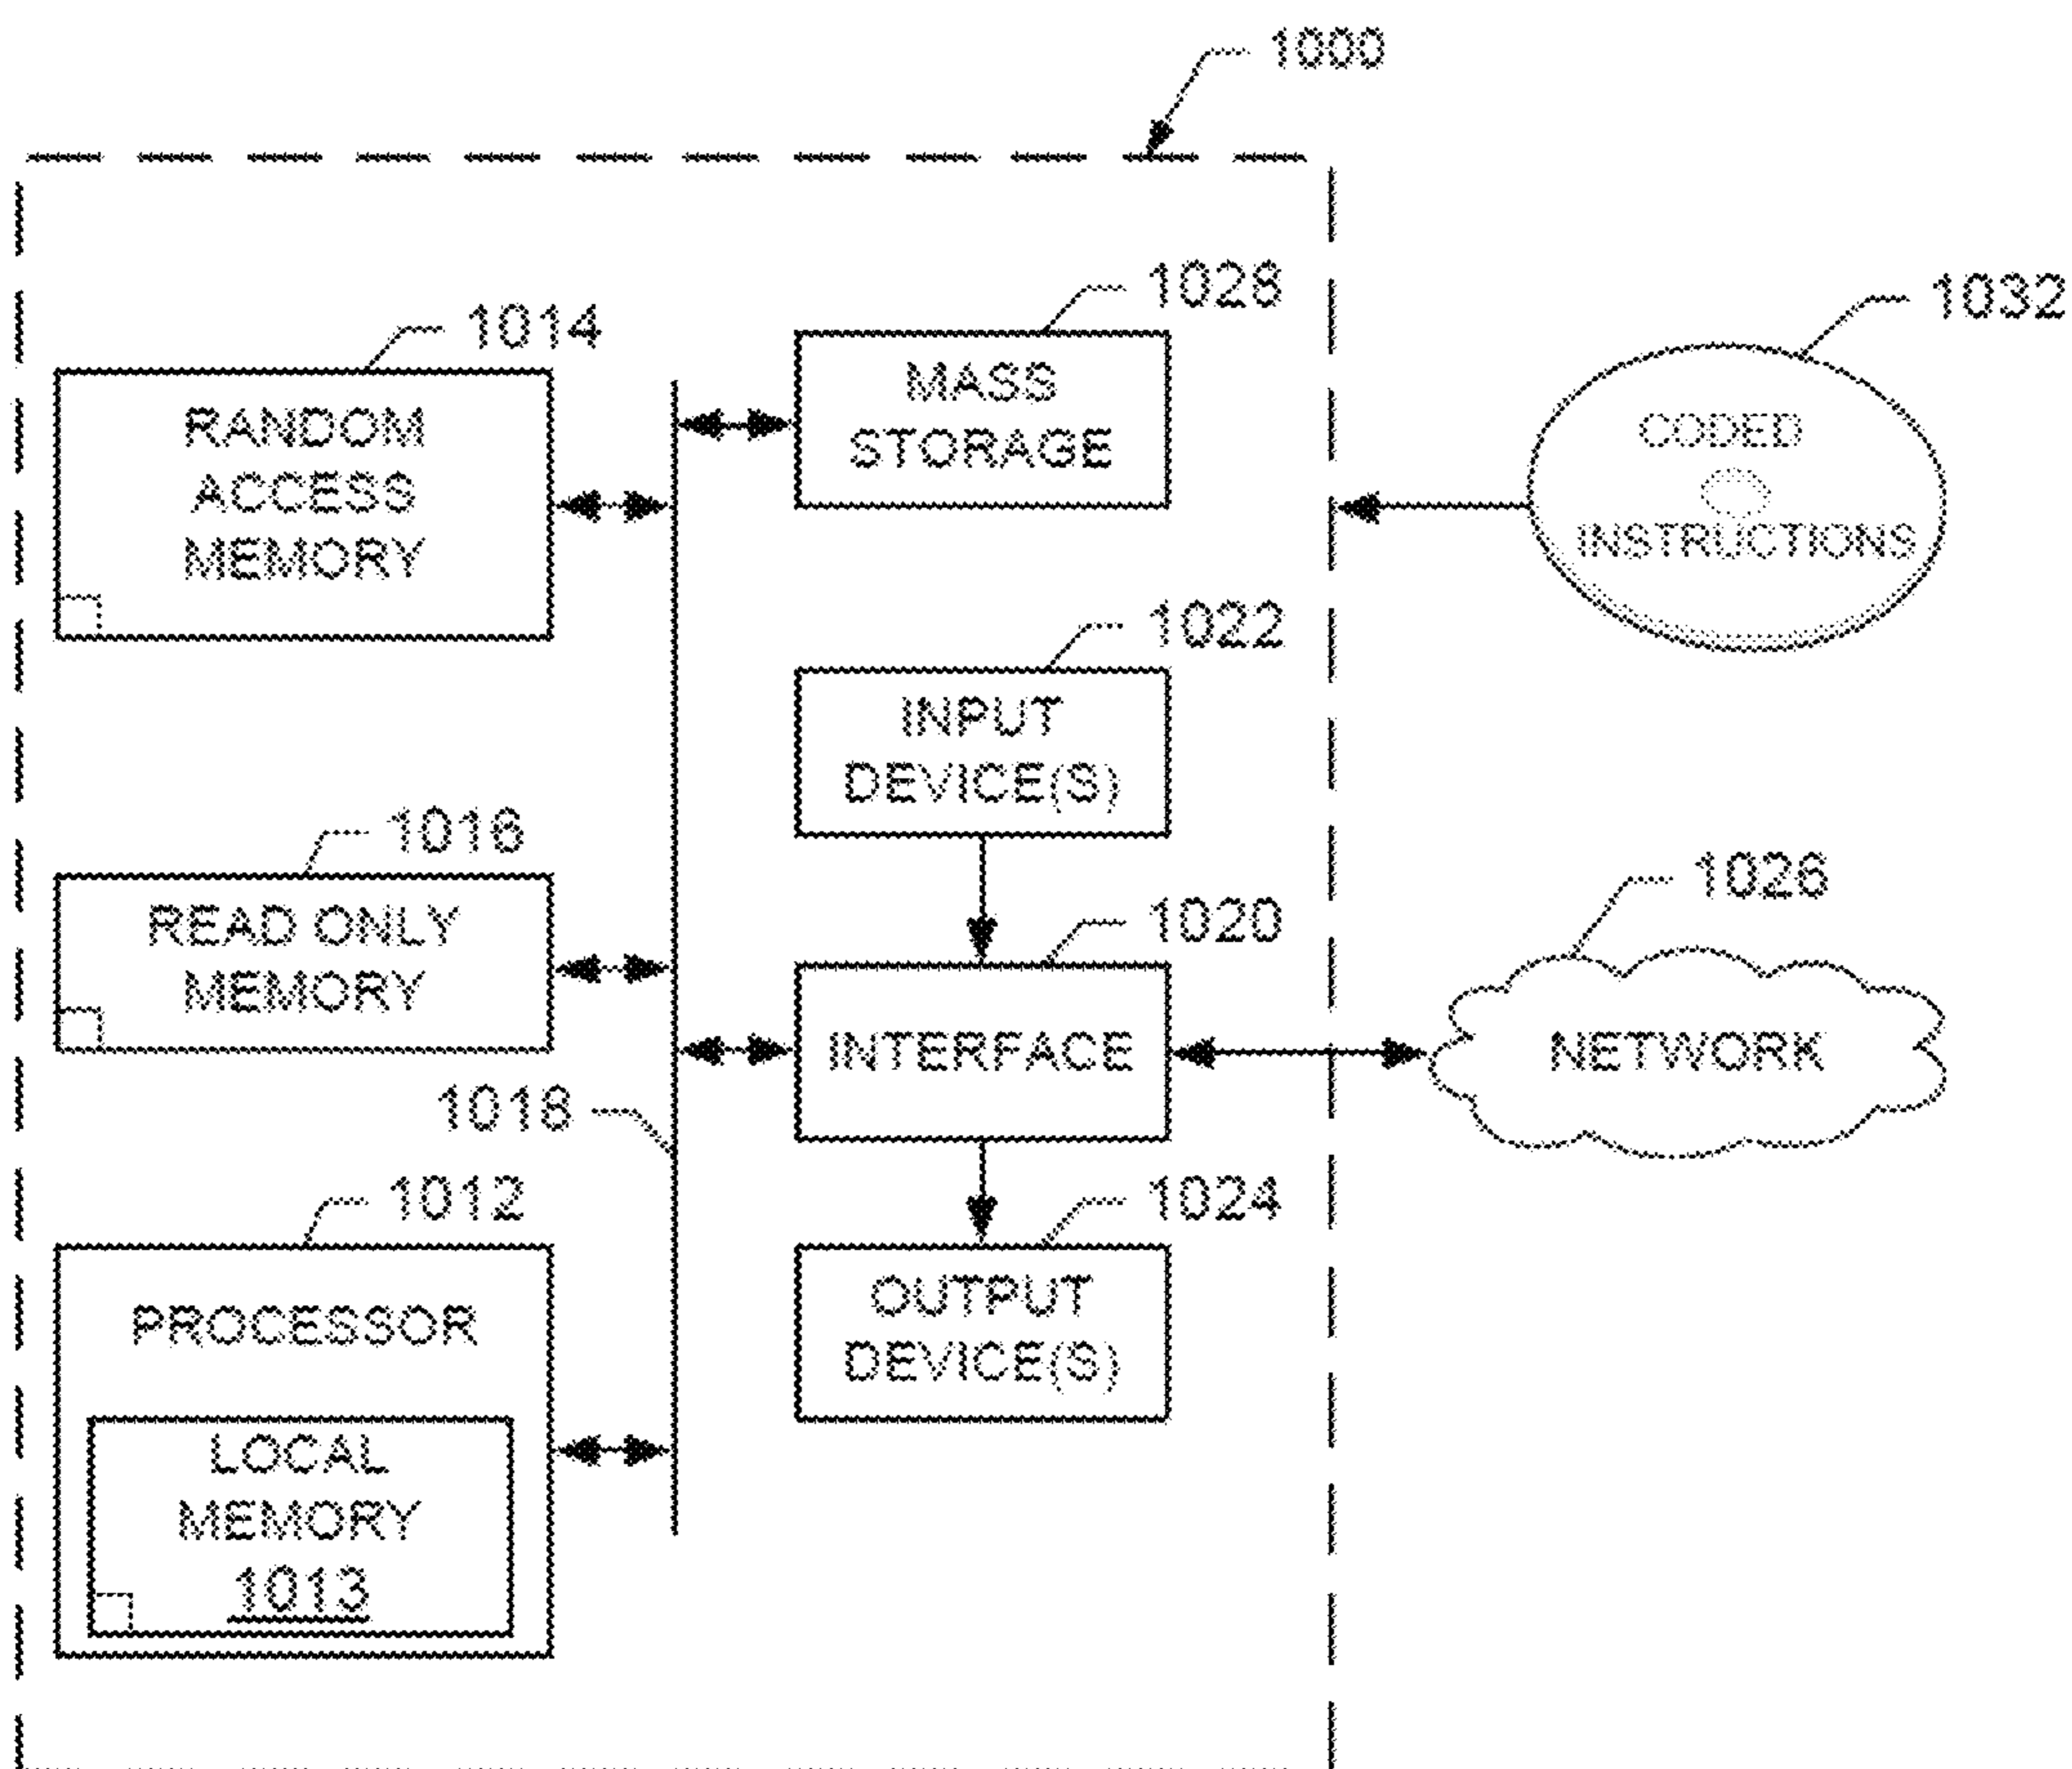 1000
1014
RANDOM
ACCESS
MEMORY
1028
MASS
STORAGE
1032
CODED
INSTRUCTIONS
1022
INPUT
DEVICE(S)
1016
READ ONLY
MEMORY
1020
INTERFACE
1026
NETWORK
1018
1012
PROCESSOR
LOCAL
MEMORY
1013
1024
OUTPUT
DEVICE(S)